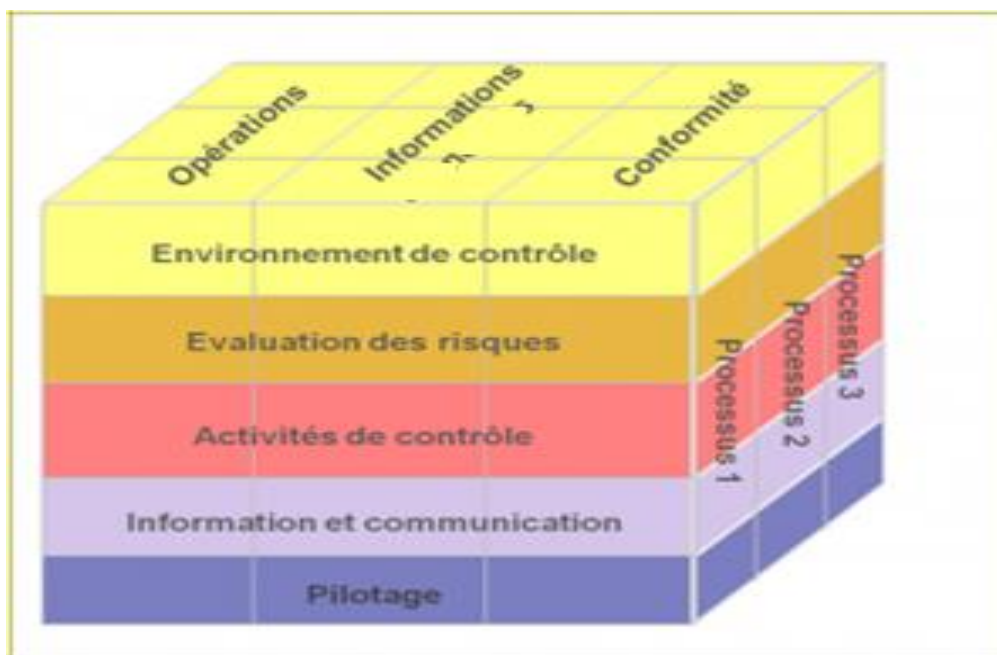 Opérations
Informations
Conformité
Environnement de contrôle
Evaluation des risques
Activités de contrôle
Information et communication
Pilotage
Processus 1
Processus 2
Processus 3